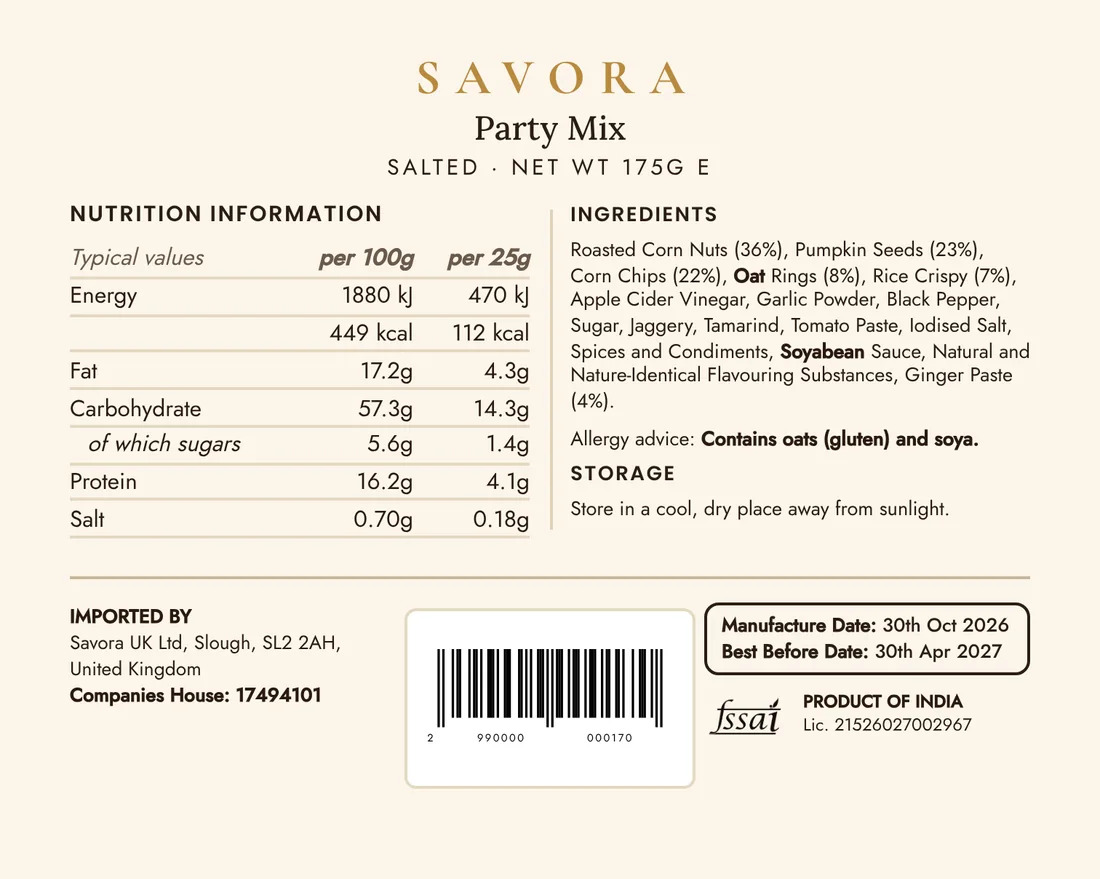 SAVORA
Party Mix
SALTED · NET WT 175G E
NUTRITION INFORMATION
Typical values per 100g per 25g
Energy 1880 kJ 470 kJ
449 kcal 112 kcal
Fat 17.2g 4.3g
Carbohydrate 57.3g 14.3g
of which sugars 5.6g 1.4g
Protein 16.2g 4.1g
Salt 0.70g 0.18g
INGREDIENTS
Roasted Corn Nuts (36%), Pumpkin Seeds (23%),
Corn Chips (22%), Oat Rings (8%), Rice Crispy (7%),
Apple Cider Vinegar, Garlic Powder, Black Pepper,
Sugar, Jaggery, Tamarind, Tomato Paste, Iodised Salt,
Spices and Condiments, Soyabean Sauce, Natural and
Nature-Identical Flavouring Substances, Ginger Paste
(4%).
Allergy advice: Contains oats (gluten) and soya.
STORAGE
Store in a cool, dry place away from sunlight.
IMPORTED BY
Savora UK Ltd, Slough, SL2 2AH,
United Kingdom
Companies House: 17494101
2 990000 000170
Manufacture Date: 30th Oct 2026
Best Before Date: 30th Apr 2027
fssai
PRODUCT OF INDIA
Lic. 21526027002967